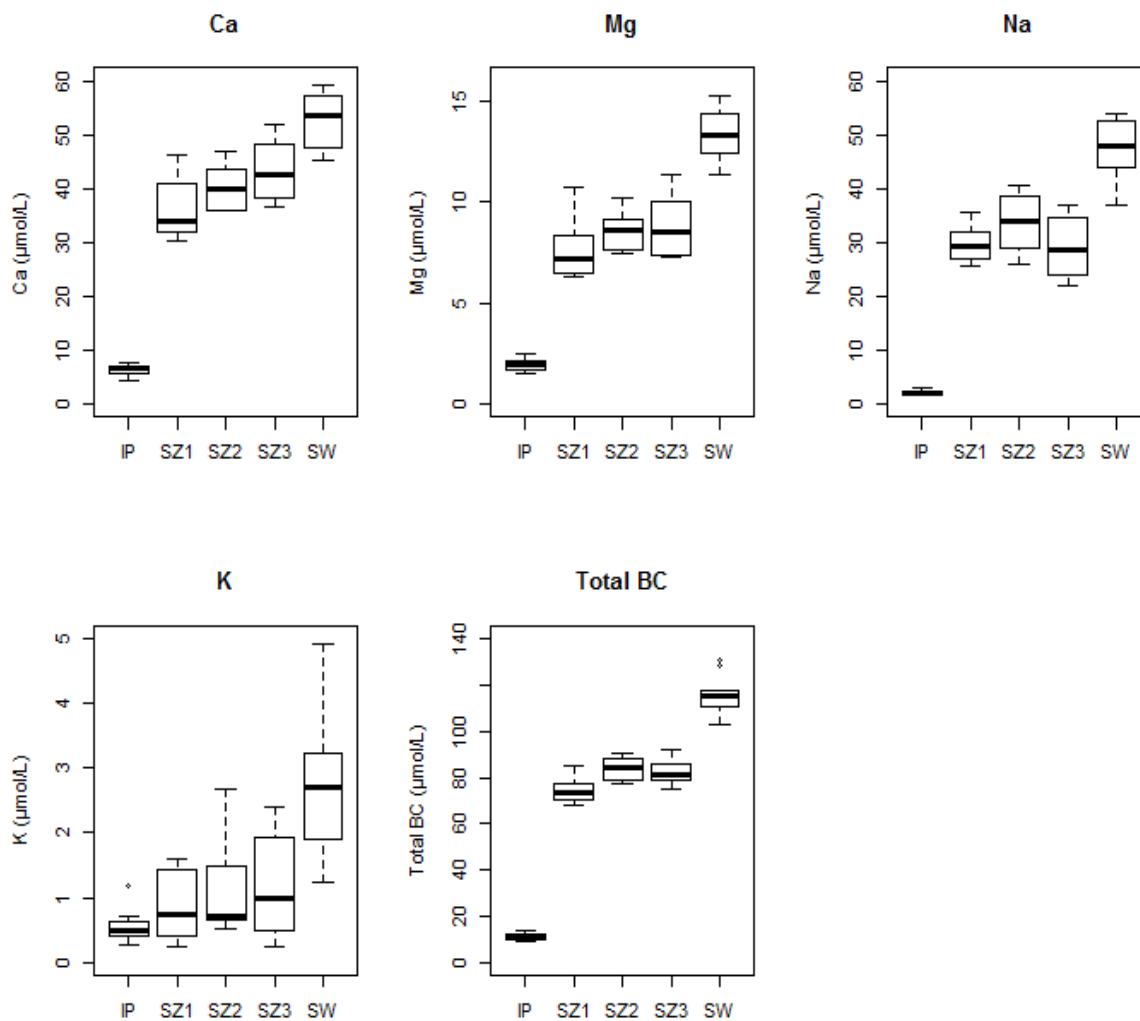 Ca
Mg
Na
Ca (µmol/L)
0
10
20
30
40
50
60
IP SZ1 SZ2 SZ3 SW
Mg (µmol/L)
0
5
10
15
IP SZ1 SZ2 SZ3 SW
Na (µmol/L)
0
10
20
30
40
50
60
IP SZ1 SZ2 SZ3 SW
K
Total BC
K (µmol/L)
0
1
2
3
4
5
IP SZ1 SZ2 SZ3 SW
Total BC (µmol/L)
0
20
40
60
80
100
140
IP SZ1 SZ2 SZ3 SW